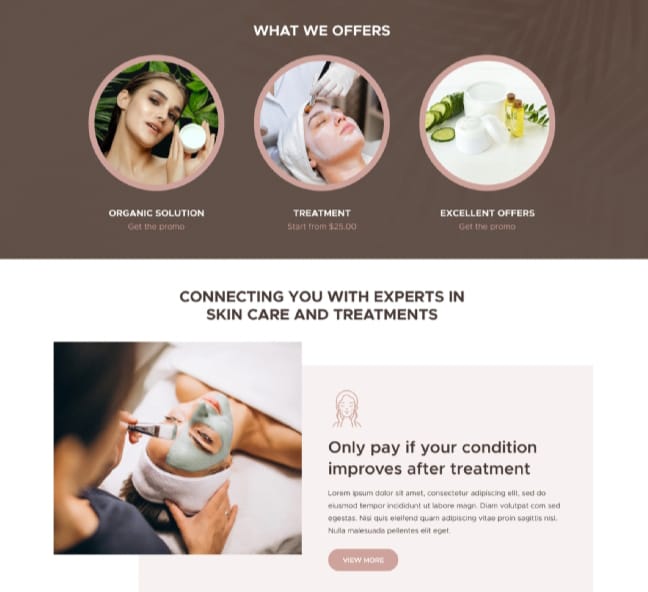 WHAT WE OFFERS
ORGANIC SOLUTION
Get the promo
TREATMENT
Start from $25.00
EXCELLENT OFFERS
Get the promo
CONNECTING YOU WITH EXPERTS IN
SKIN CARE AND TREATMENTS
Only pay if your condition
improves after treatment
Lorem ipsum dolor sit amet, consectetur adipiscing elit, sed do
eiusmod tempor incididunt ut labore magn. Diam volutpat com sed
egestas. Nisi quis eleifend quam adipiscing vitae proin sagittis nisl.
Nulla malesuada pellentes elit eget.
VIEW MORE